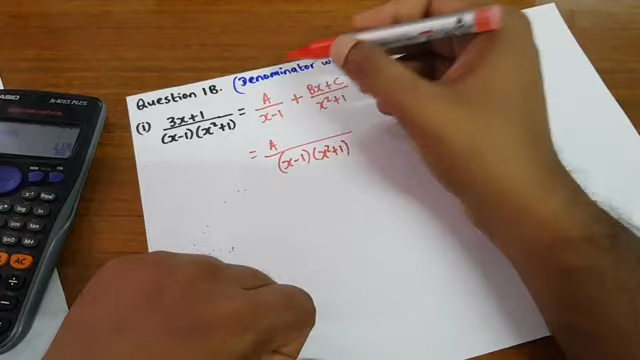 Question 1B. (Denominator w
(i) 3x+1 / (x-1)(x²+1) = A / x-1 + Bx+C / x²+1
= A / (x-1)(x²+1)
CASIO fx-82ES PLUS
AC